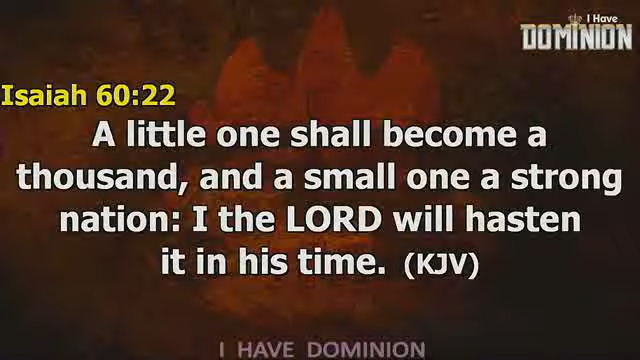 I Have
DOMINION
Isaiah 60:22
A little one shall become a
thousand, and a small one a strong
nation: I the LORD will hasten
it in his time. (KJV)
I HAVE DOMINION